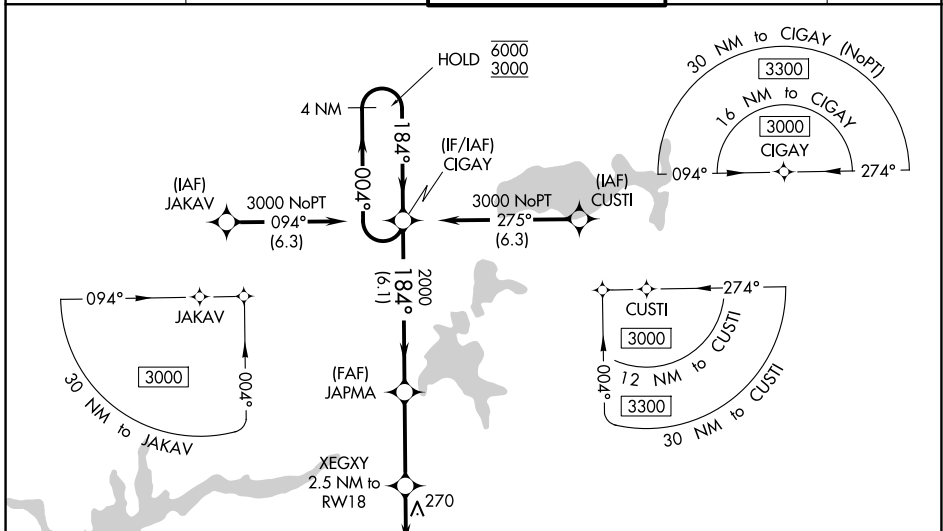 HOLD 6000
3000
4 NM
184°
004°
(IF/IAF)
CIGAY
(IAF)
JAKAV
3000 NoPT
094°
(6.3)
(IAF)
CUSTI
3000 NoPT
275°
(6.3)
2000
184°
(6.1)
(FAF)
JAPMA
XEGXY
2.5 NM to
RW18
270
30 NM to CIGAY (NoPT)
3300
16 NM to CIGAY
3000
CIGAY
094°
274°
094°
JAKAV
3000
004°
30 NM to JAKAV
274°
CUSTI
3000
004°
12 NM to CUSTI
3300
30 NM to CUSTI